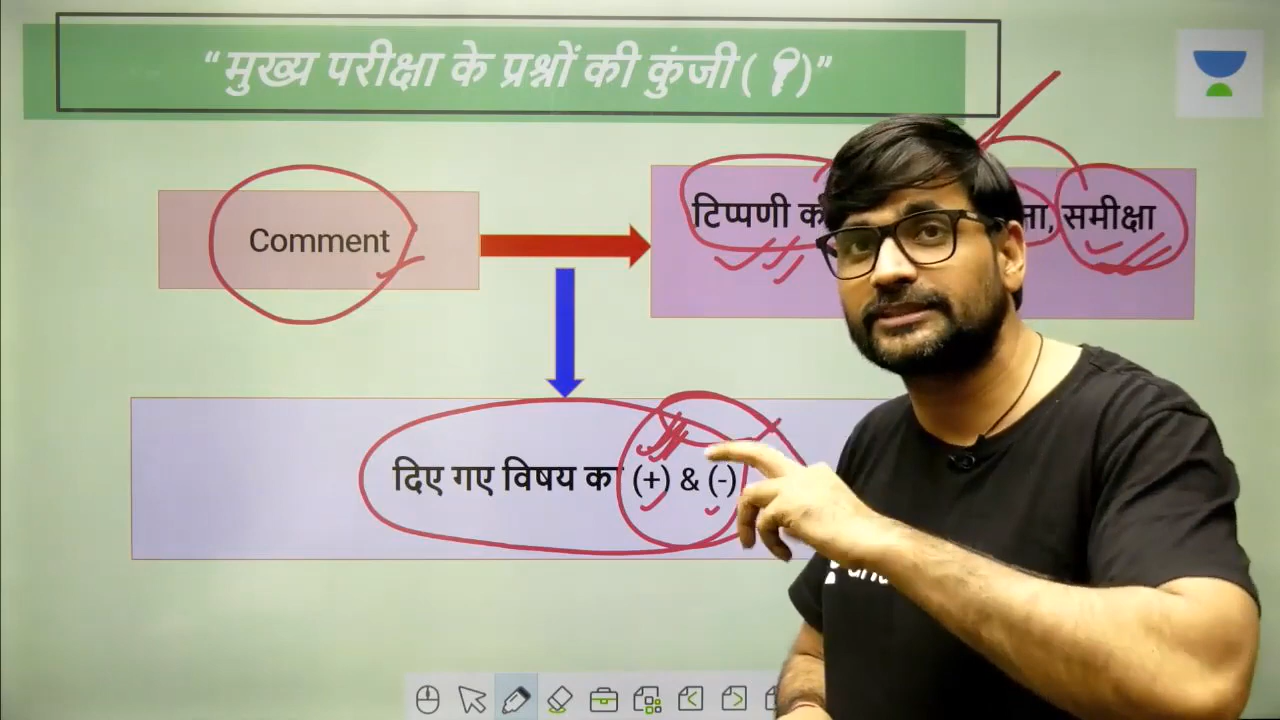 “मुख्य परीक्षा के प्रश्नों की कुंजी ( )”
Comment
टिप्पणी समीक्षा
दिए गए विषय का (+) & (-)